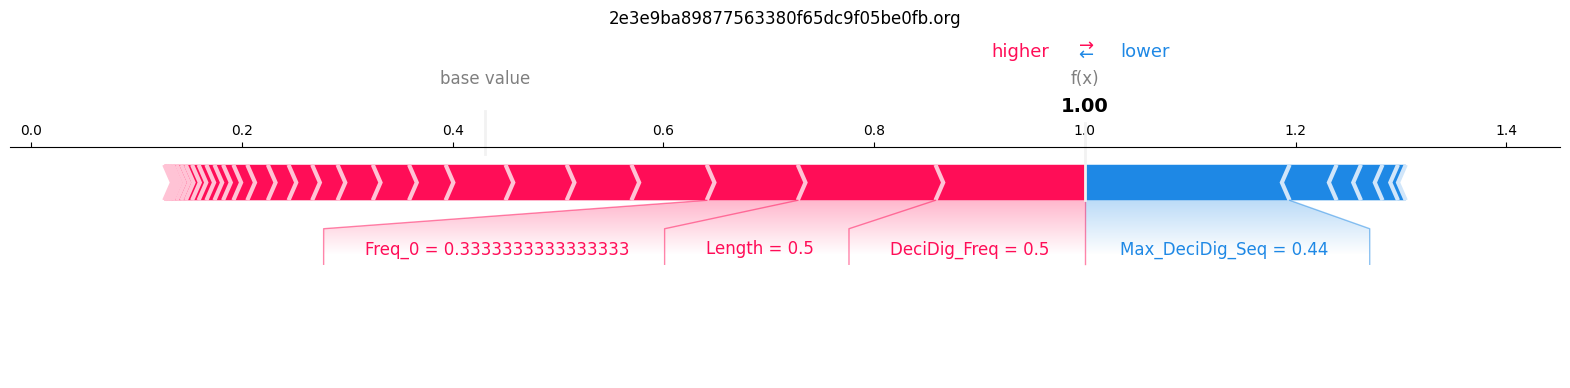 2e3e9ba89877563380f65dc9f05be0fb.org
higher → ← lower
base value f(x)
1.00
0.0 0.2 0.4 0.6 0.8 1.0 1.2 1.4
Freq_0 = 0.3333333333333333 Length = 0.5 DeciDig_Freq = 0.5 Max_DeciDig_Seq = 0.44